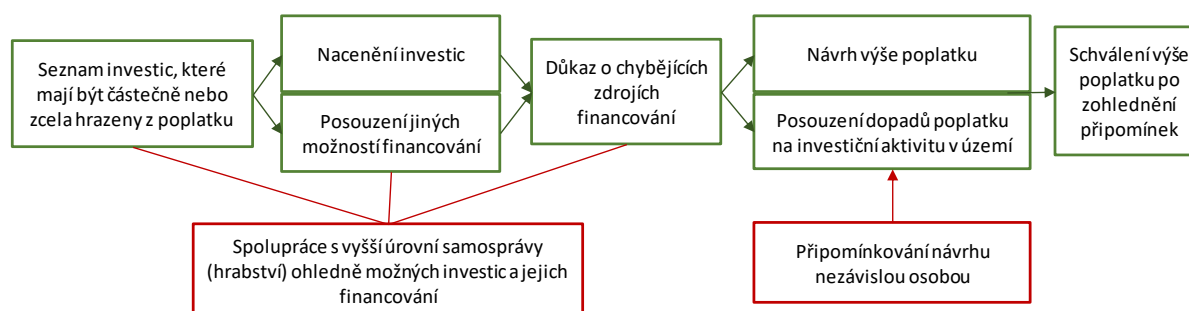 Seznam investic, které
mají být částečně nebo
zcela hrazeny z poplatku
Nacenění investic
Posouzení jiných
možností financování
Důkaz o chybějících
zdrojích
financování
Návrh výše poplatku
Posouzení dopadů poplatku
na investiční aktivitu v území
Schválení výše
poplatku po
zohlednění
připomínek
Spolupráce s vyšší úrovní samosprávy
(hrabství) ohledně možných investic a jejich
financování
Připomínkování návrhu
nezávislou osobou